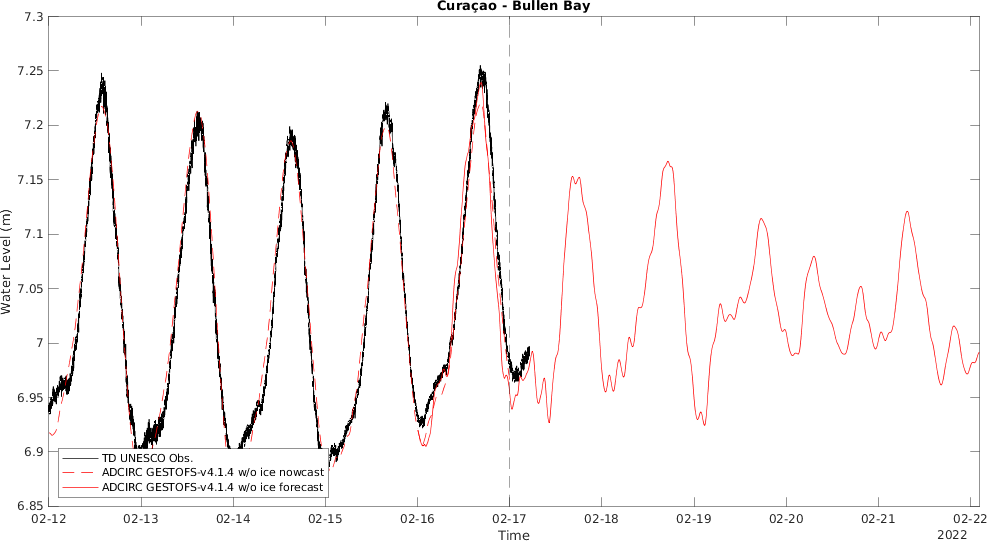 Curaçao - Bullen Bay
7.3
7.25
7.2
7.15
7.1
7.05
7
6.95
6.9
6.85
Water Level (m)
TD UNESCO Obs.
ADCIRC GESTOFS-v4.1.4 w/o ice nowcast
ADCIRC GESTOFS-v4.1.4 w/o ice forecast
02-12 02-13 02-14 02-15 02-16 02-17 02-18 02-19 02-20 02-21 02-22
Time
2022